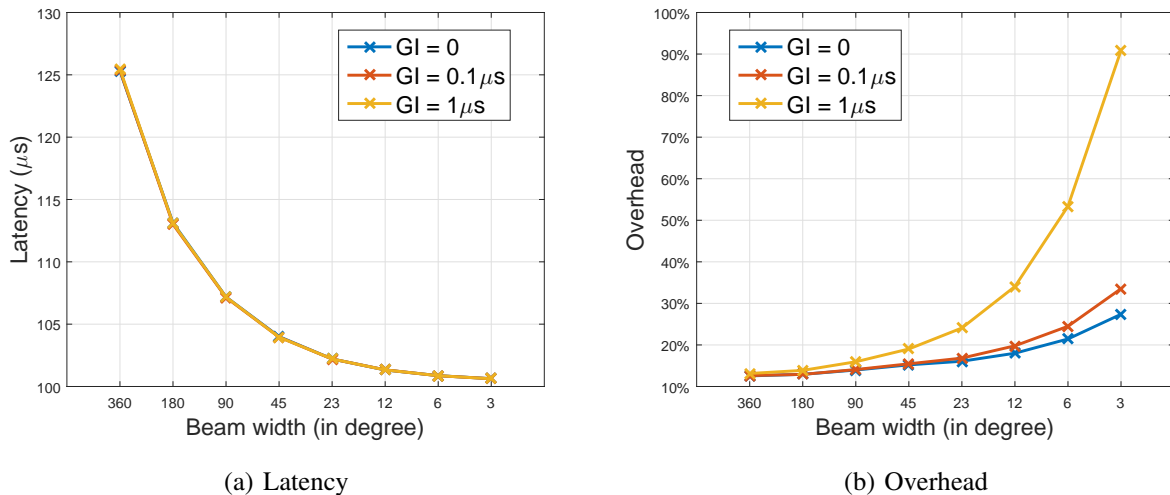 130
125
120
115
110
105
100
Latency (μs)
GI = 0
GI = 0.1μs
GI = 1μs
360 180 90 45 23 12 6 3
Beam width (in degree)
(a) Latency
100%
90%
80%
70%
60%
50%
40%
30%
20%
10%
Overhead
GI = 0
GI = 0.1μs
GI = 1μs
360 180 90 45 23 12 6 3
Beam width (in degree)
(b) Overhead